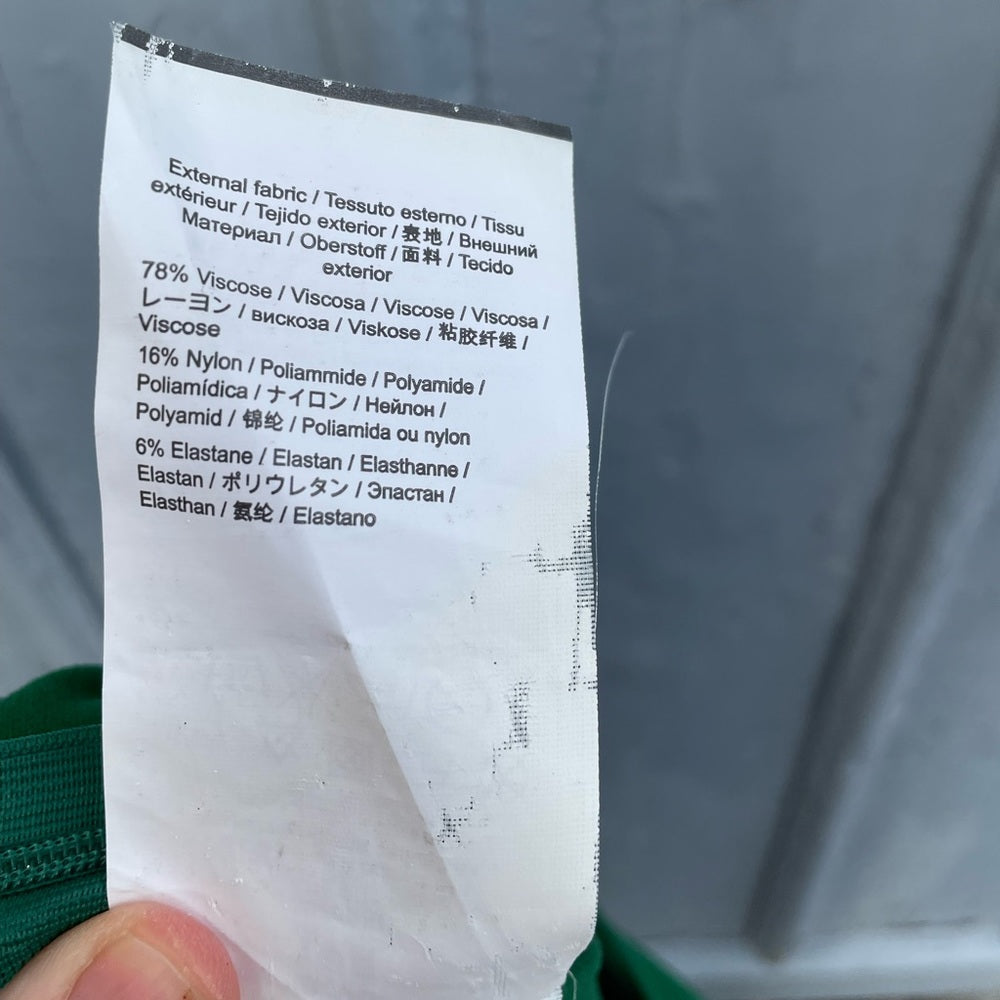 External fabric / Tessuto esterno / Tissu
extérieur / Tejido exterior / 表地 / Внешний
Материал / Oberstoff / 面料 / Tecido
exterior
78% Viscose / Viscosa / Viscose / Viscosa /
レーヨン / вискоза / Viskose / 粘胶纤维 /
Viscose
16% Nylon / Poliammide / Polyamide /
Poliamídica / ナイロン / Нейлон /
Polyamid / 锦纶 / Poliamida ou nylon
6% Elastane / Elastan / Elasthanne /
Elastan / ポリウレタン / Эластан /
Elasthan / 氨纶 / Elastano